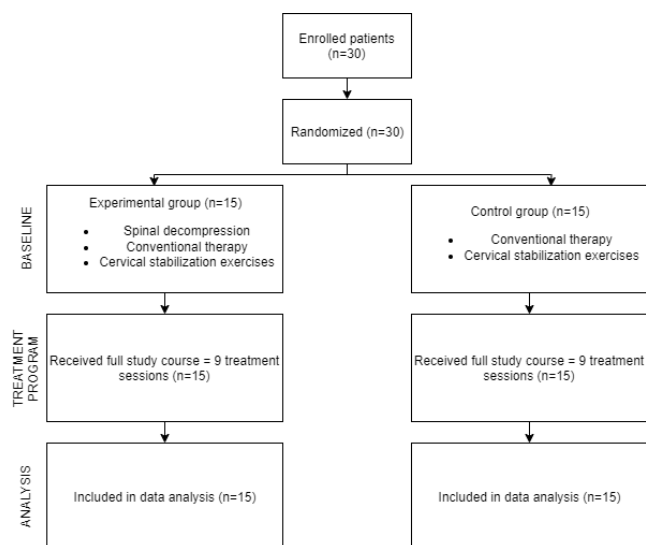 Enrolled patients
(n=30)
Randomized (n=30)
BASELINE
Experimental group (n=15)
• Spinal decompression
• Conventional therapy
• Cervical stabilization exercises
Control group (n=15)
• Conventional therapy
• Cervical stabilization exercises
TREATMENT
PROGRAM
Received full study course = 9 treatment
sessions (n=15)
Received full study course = 9 treatment
sessions (n=15)
ANALYSIS
Included in data analysis (n=15)
Included in data analysis (n=15)